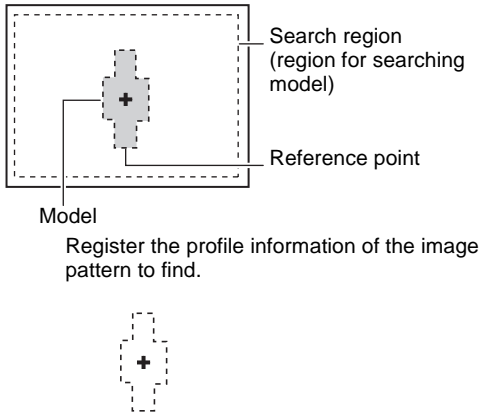 Search region
(region for searching
model)
Reference point
Model
Register the profile information of the image
pattern to find.